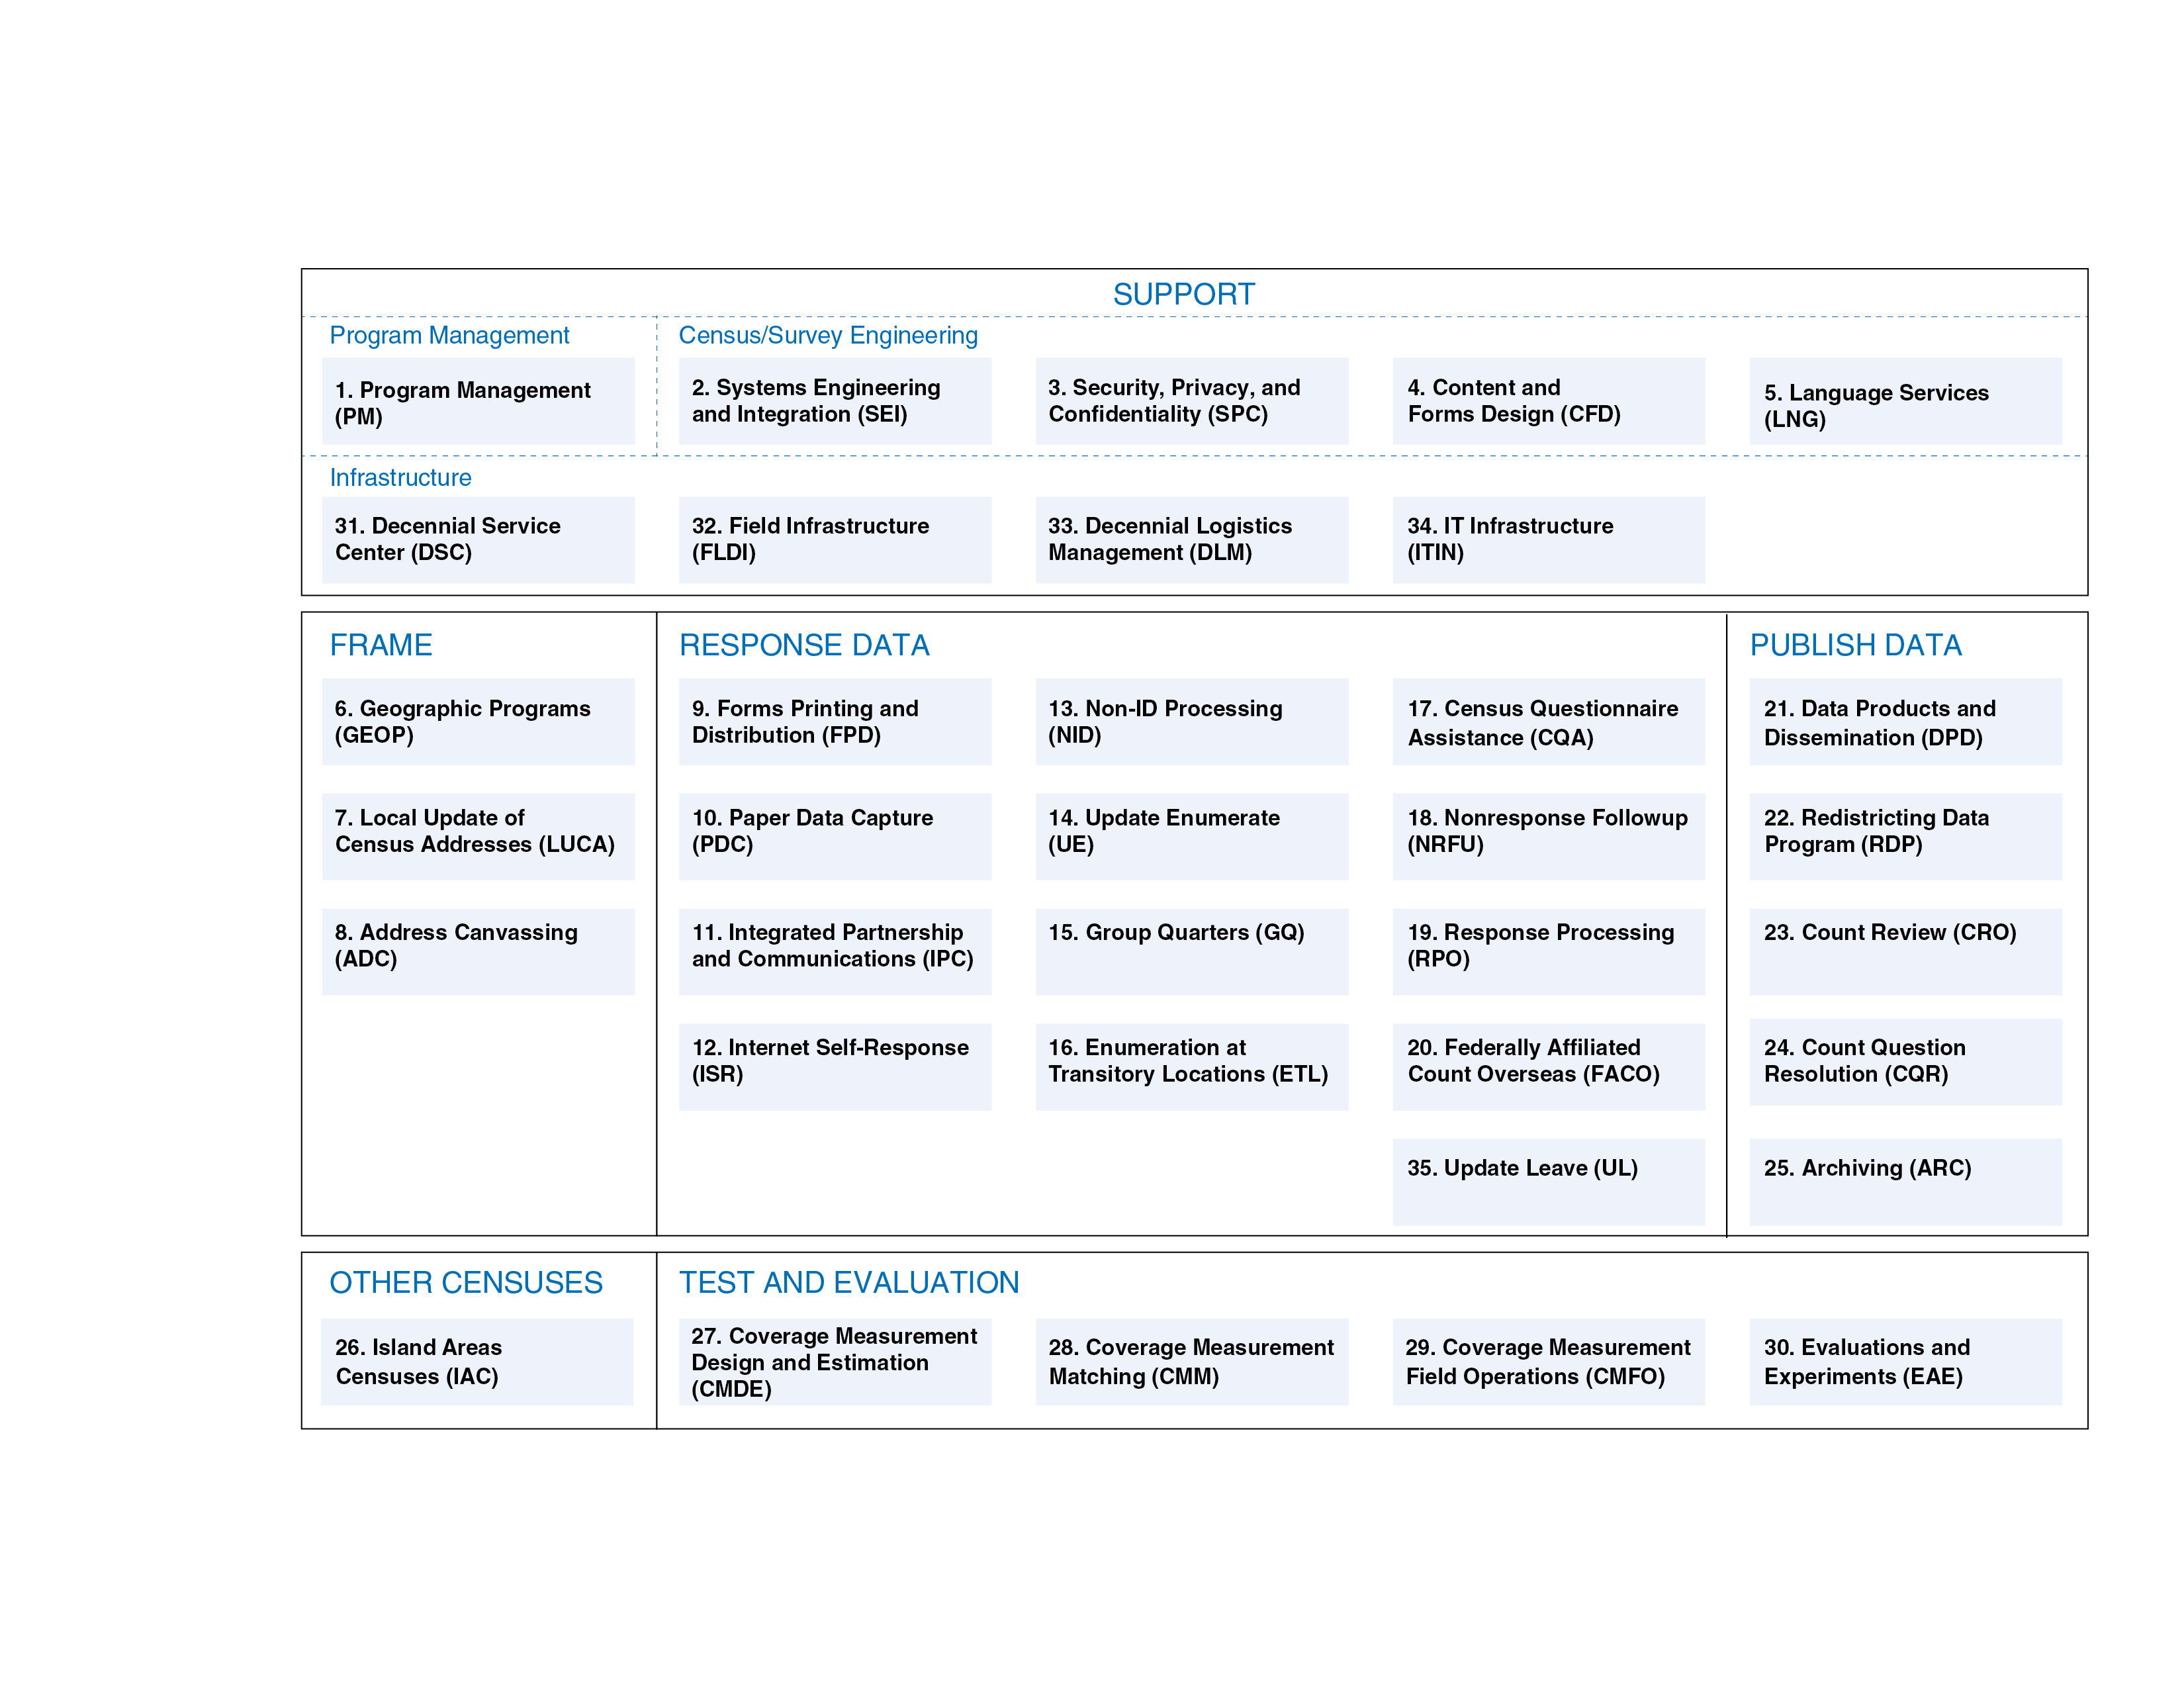 SUPPORT
Program Management
1. Program Management
(PM)
Census/Survey Engineering
2. Systems Engineering
and Integration (SEI)
3. Security, Privacy, and
Confidentiality (SPC)
4. Content and
Forms Design (CFD)
5. Language Services
(LNG)
Infrastructure
31. Decennial Service
Center (DSC)
32. Field Infrastructure
(FLDI)
33. Decennial Logistics
Management (DLM)
34. IT Infrastructure
(ITIN)
FRAME
6. Geographic Programs
(GEOP)
7. Local Update of
Census Addresses (LUCA)
8. Address Canvassing
(ADC)
RESPONSE DATA
9. Forms Printing and
Distribution (FPD)
10. Paper Data Capture
(PDC)
11. Integrated Partnership
and Communications (IPC)
12. Internet Self-Response
(ISR)
13. Non-ID Processing
(NID)
14. Update Enumerate
(UE)
15. Group Quarters (GQ)
16. Enumeration at
Transitory Locations (ETL)
17. Census Questionnaire
Assistance (CQA)
18. Nonresponse Followup
(NRFU)
19. Response Processing
(RPO)
20. Federally Affiliated
Count Overseas (FACO)
35. Update Leave (UL)
PUBLISH DATA
21. Data Products and
Dissemination (DPD)
22. Redistricting Data
Program (RDP)
23. Count Review (CRO)
24. Count Question
Resolution (CQR)
25. Archiving (ARC)
OTHER CENSUSES
26. Island Areas
Censuses (IAC)
TEST AND EVALUATION
27. Coverage Measurement
Design and Estimation
(CMDE)
28. Coverage Measurement
Matching (CMM)
29. Coverage Measurement
Field Operations (CMFO)
30. Evaluations and
Experiments (EAE)